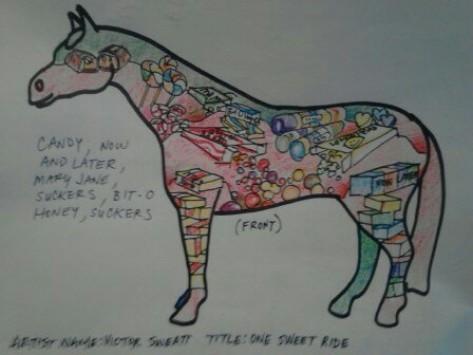 CANDY, NOW
AND LATER,
MARY JANE,
SUCKERS, BIT-O
HONEY, SUCKERS
(FRONT)
ARTIST NAME: VICTOR SWEATT TITLE: ONE SWEET RIDE